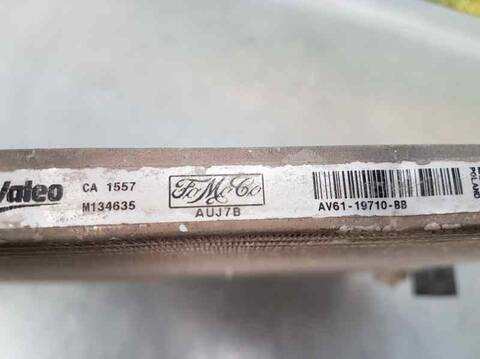 Valeo
CA 1557
M134635
FoMoCo
AUJ7B
AV61-19710-BB
POLAND